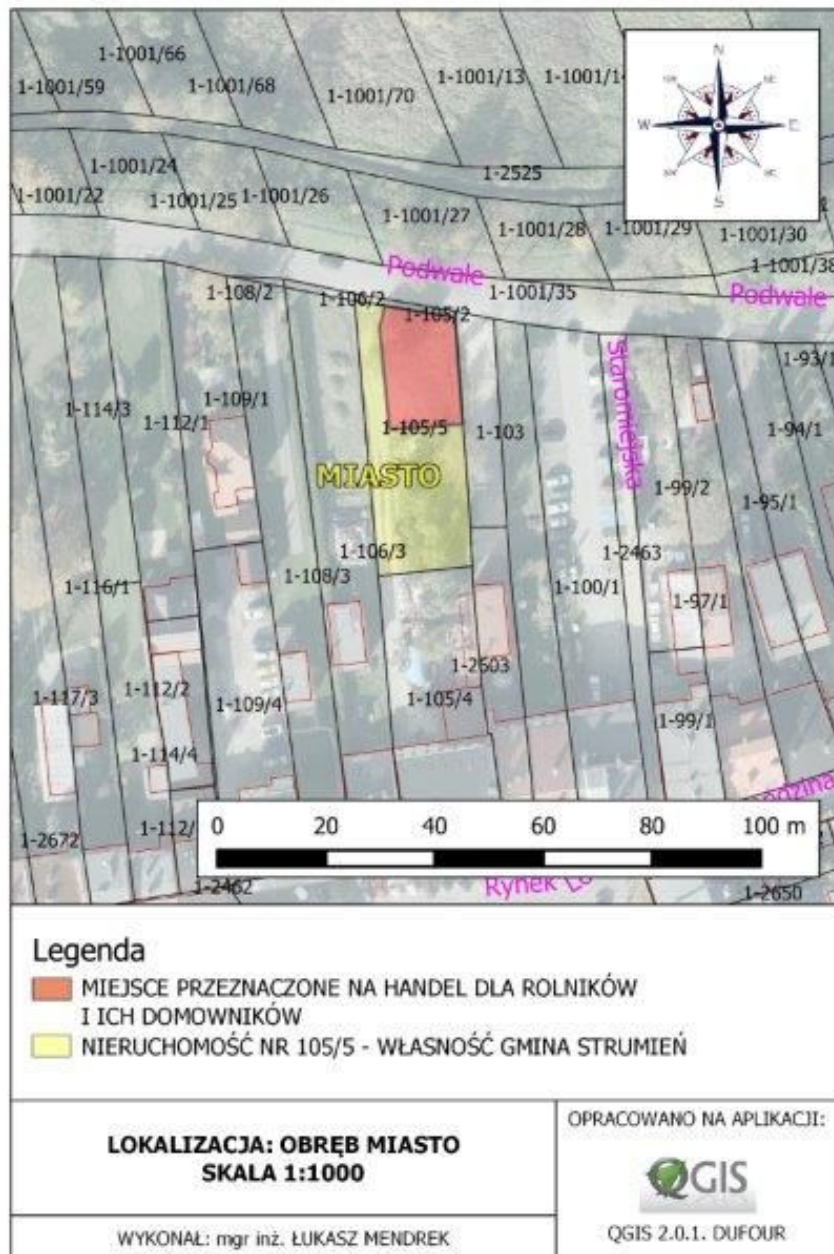 1-1001/66
1-1001/59
1-1001/68
1-1001/13
1-1001/70
N
W
E
S
1-2525
1-1001/24
1-1001/22
1-1001/25
1-1001/26
1-1001/27
1-1001/28
1-1001/29
1-1001/30
1-1001/38
Podwale
1-1001/35
Podwale
1-108/2
1-106/2
1-105/2
Staromiejska
1-93/1
1-109/1
1-114/3
1-112/1
1-105/5
1-103
1-94/1
MIASTO
1-99/2
1-95/1
1-106/3
1-2463
1-108/3
1-116/1
1-100/1
1-97/1
1-2603
1-117/3
1-112/2
1-109/4
1-105/4
1-99/1
1-114/4
0 20 40 60 80 100 m
1-2672
1-112/
1-2462
Rynek
1-2650
Legenda
MIEJSCE PRZEZNACZONE NA HANDEL DLA ROLNIKÓW
I ICH DOMOWNIKÓW
NIERUCHOMOŚĆ NR 105/5 - WŁASNOŚĆ GMINA STRUMIEŃ
LOKALIZACJA: OBRĘB MIASTO
SKALA 1:1000
OPRACOWANO NA APLIKACJI:
QGIS
WYKONAŁ: mgr inż. ŁUKASZ MENDREK
QGIS 2.0.1. DUFOUR